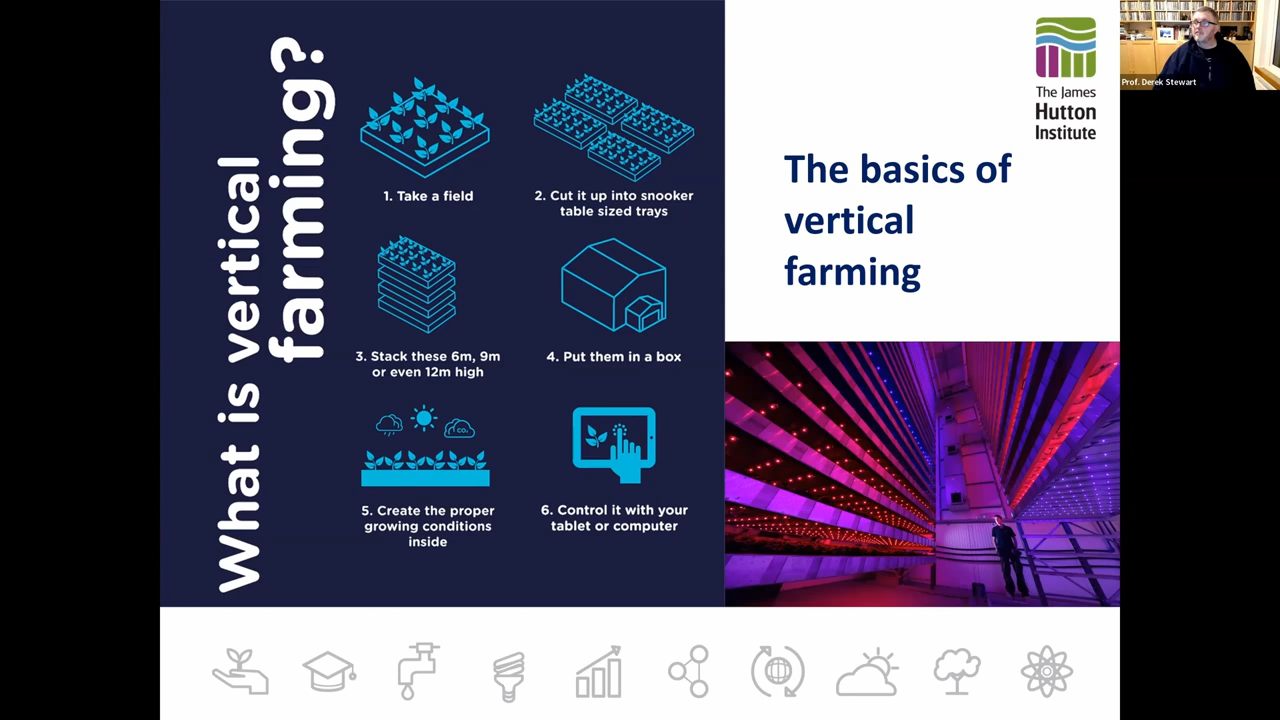 What is vertical
farming?
1. Take a field
2. Cut it up into snooker
table sized trays
3. Stack these 6m, 9m
or even 12m high
4. Put them in a box
CO₂
5. Create the proper
growing conditions
inside
6. Control it with your
tablet or computer
The James
Hutton
Institute
The basics of
vertical
farming
Prof. Derek Stewart